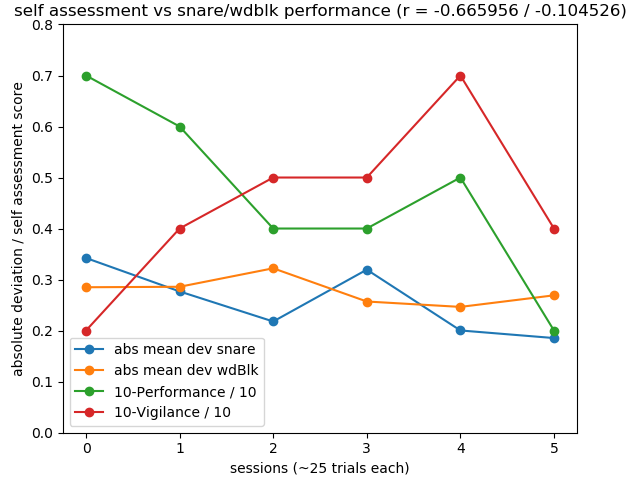 self assessment vs snare/wdblk performance (r = -0.665956 / -0.104526)
absolute deviation / self assessment score
0.8
0.7
0.6
0.5
0.4
0.3
0.2
0.1
0.0
abs mean dev snare
abs mean dev wdBlk
10-Performance / 10
10-Vigilance / 10
0 1 2 3 4 5
sessions (~25 trials each)